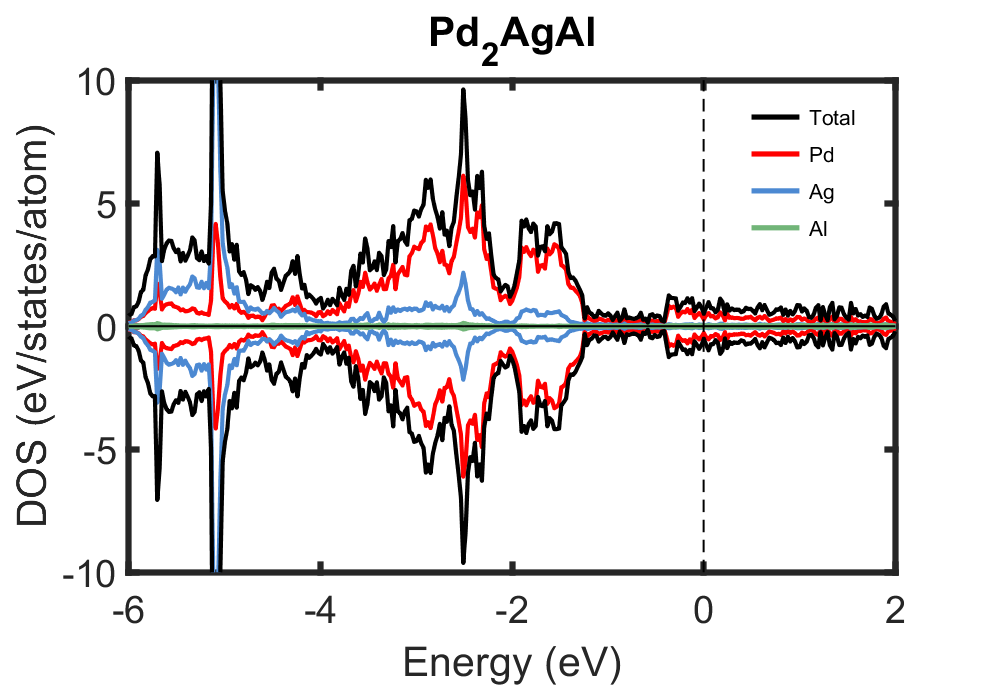 Pd₂AgAl
10
5
0
-5
-10
DOS (eV/states/atom)
Total
Pd
Ag
Al
-6
-4
-2
0
2
Energy (eV)